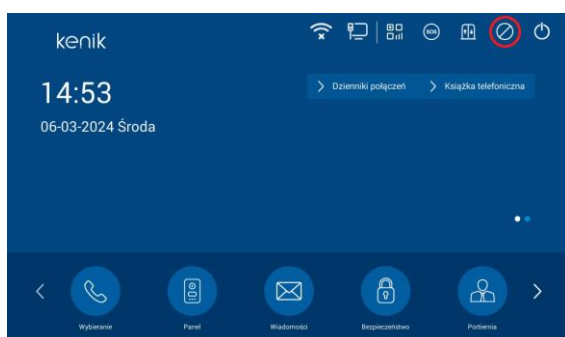 kenik
SOS
14:53
Dzienniki połączeń
Książka telefoniczna
06-03-2024 Środa
Wybieranie
Panel
Wiadomości
Bezpieczeństwo
Portiernia